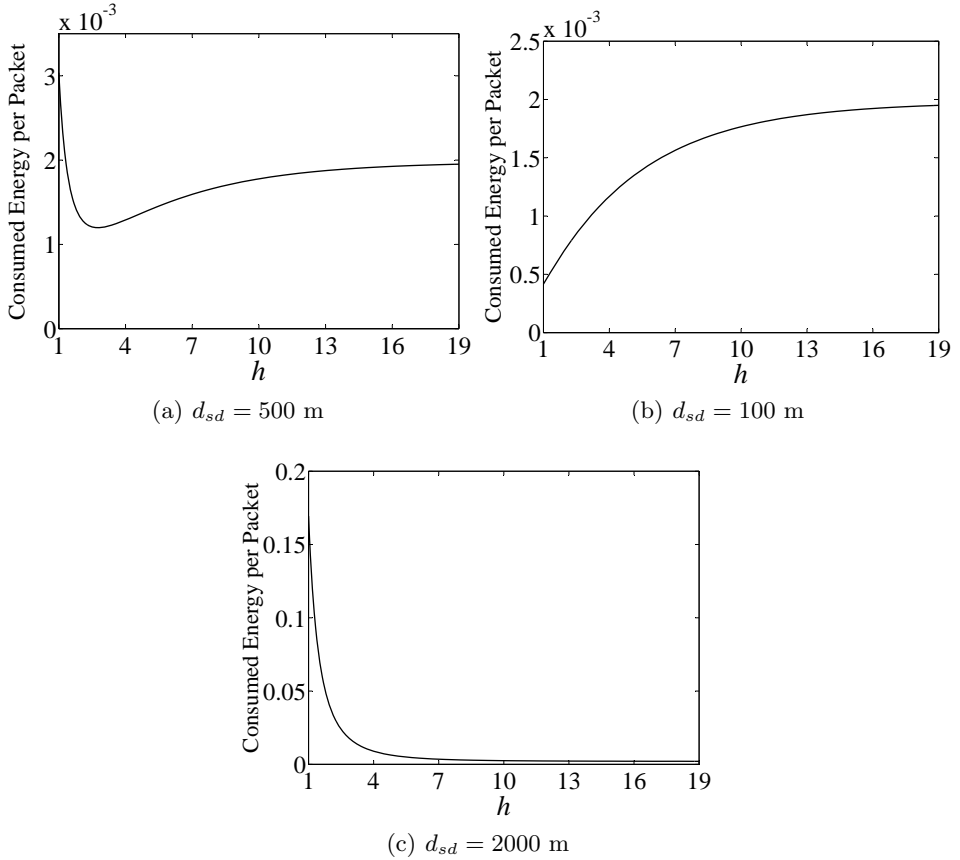 x 10⁻³
Consumed Energy per Packet
3
2
1
0
1 4 7 10 13 16 19
h
(a) d_sd = 500 m
x 10⁻³
Consumed Energy per Packet
2.5
2
1.5
1
0.5
0
1 4 7 10 13 16 19
h
(b) d_sd = 100 m
Consumed Energy per Packet
0.2
0.15
0.1
0.05
0
1 4 7 10 13 16 19
h
(c) d_sd = 2000 m